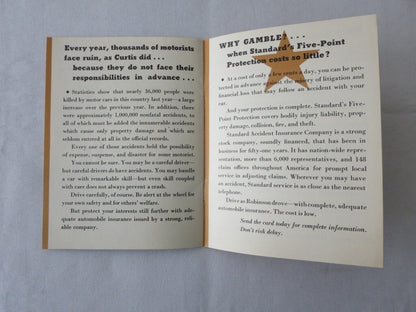 Every year, thousands of motorists
face ruin, as Curtis did . . .
because they do not face their
responsibilities in advance . . .
● Statistics show that nearly 36,000 people were
killed by motor cars in this country last year—a large
increase over the previous year. In addition, there
were approximately 1,000,000 nonfatal accidents, to
all of which must be added the innumerable accidents
which cause only property damage and which are
seldom entered at all in the official records.
Every one of those accidents held the possibility
of expense, suspense, and disaster for some motorist.
You cannot be sure. You may be a careful driver—
but careful drivers do have accidents. You may handle
a car with remarkable skill—but even skill coupled
with care does not always prevent a crash.
Drive carefully, of course. Be alert at the wheel for
your own safety and for others' welfare.
But protect your interests still further with ade-
quate automobile insurance issued by a strong, reli-
able company.
WHY GAMBLE? . . .
when Standard's Five-Point
Protection costs so little?
● At a cost of only a few cents a day, you can be pro-
tected in advance against the misery of litigation and
financial loss that may follow an accident with your
car.
And your protection is complete. Standard's Five-
Point Protection covers bodily injury liability, prop-
erty damage, collision, fire, and theft.
Standard Accident Insurance Company is a strong
stock company, soundly financed, that has been in
business for fifty-one years. It has nation-wide repre-
sentation, more than 6,000 representatives, and 148
claim offices throughout America for prompt local
service in adjusting claims. Wherever you may have
an accident, Standard service is as close as the nearest
telephone.
Drive as Robinson drove—with complete, adequate
automobile insurance. The cost is low.
Send the card today for complete information.
Don't risk delay.